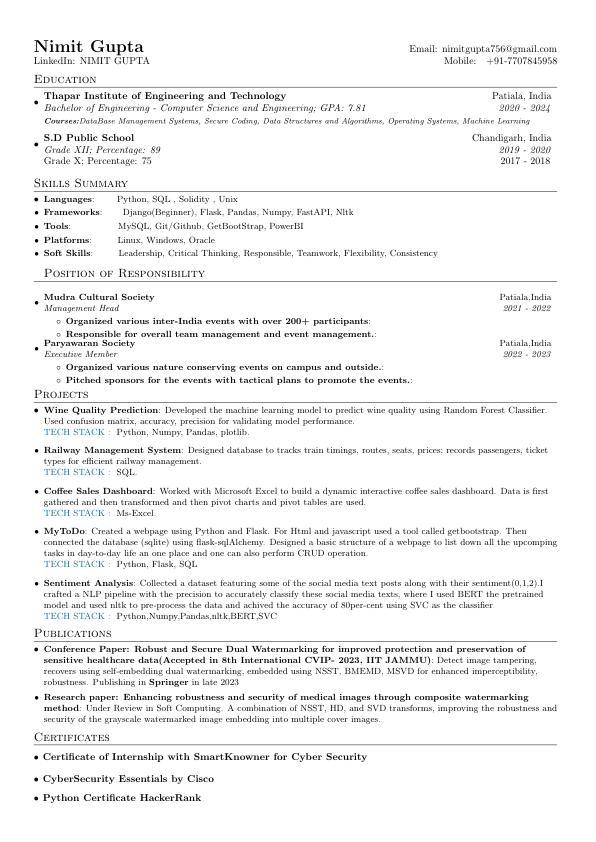 Nimit Gupta
Email: nimitgupta756@gmail.com
LinkedIn: NIMIT GUPTA
Mobile: +91-7707845958
Education
• Thapar Institute of Engineering and Technology Patiala, India
Bachelor of Engineering - Computer Science and Engineering; GPA: 7.81 2020 - 2024
Courses:DataBase Management Systems, Secure Coding, Data Structures and Algorithms, Operating Systems, Machine Learning
• S.D Public School Chandigarh, India
Grade XII; Percentage: 89 2019 - 2020
Grade X; Percentage: 75 2017 - 2018
Skills Summary
• Languages: Python, SQL , Solidity , Unix
• Frameworks: Django(Beginner), Flask, Pandas, Numpy, FastAPI, Nltk
• Tools: MySQL, Git/Github, GetBootStrap, PowerBI
• Platforms: Linux, Windows, Oracle
• Soft Skills: Leadership, Critical Thinking, Responsible, Teamwork, Flexibility, Consistency
Position of Responsibility
• Mudra Cultural Society Patiala,India
Management Head 2021 - 2022
◦ Organized various inter-India events with over 200+ participants:
◦ Responsible for overall team management and event management.:
• Paryawaran Society Patiala,India
Executive Member 2022 - 2023
◦ Organized various nature conserving events on campus and outside.:
◦ Pitched sponsors for the events with tactical plans to promote the events.:
Projects
• Wine Quality Prediction: Developed the machine learning model to predict wine quality using Random Forest Classifier.
Used confusion matrix, accuracy, precision for validating model performance.
TECH STACK : Python, Numpy, Pandas, plotlib.
• Railway Management System: Designed database to tracks train timings, routes, seats, prices; records passengers, ticket
types for efficient railway management.
TECH STACK : SQL.
• Coffee Sales Dashboard: Worked with Microsoft Excel to build a dynamic interactive coffee sales dashboard. Data is first
gathered and then transformed and then pivot charts and pivot tables are used.
TECH STACK : Ms-Excel.
• MyToDo: Created a webpage using Python and Flask. For Html and javascript used a tool called getbootstrap. Then
connected the database (sqlite) using flask-sqlAlchemy. Designed a basic structure of a webpage to list down all the upcomping
tasks in day-to-day life an one place and one can also perform CRUD operation.
TECH STACK : Python, Flask, SQL
• Sentiment Analysis: Collected a dataset featuring some of the social media text posts along with their sentiment(0,1,2).I
crafted a NLP pipeline with the precision to accurately classify these social media texts, where I used BERT the pretrained
model and used nltk to pre-process the data and achived the accuracy of 80per-cent using SVC as the classifier
TECH STACK : Python,Numpy,Pandas,nltk,BERT,SVC
Publications
• Conference Paper: Robust and Secure Dual Watermarking for improved protection and preservation of
sensitive healthcare data(Accepted in 8th International CVIP- 2023, IIT JAMMU): Detect image tampering,
recovers using self-embedding dual watermarking, embedded using NSST, BMEMD, MSVD for enhanced imperceptibility,
robustness. Publishing in Springer in late 2023
• Research paper: Enhancing robustness and security of medical images through composite watermarking
method: Under Review in Soft Computing. A combination of NSST, HD, and SVD transforms, improving the robustness and
security of the grayscale watermarked image embedding into multiple cover images.
Certificates
• Certificate of Internship with SmartKnowner for Cyber Security
• CyberSecurity Essentials by Cisco
• Python Certificate HackerRank